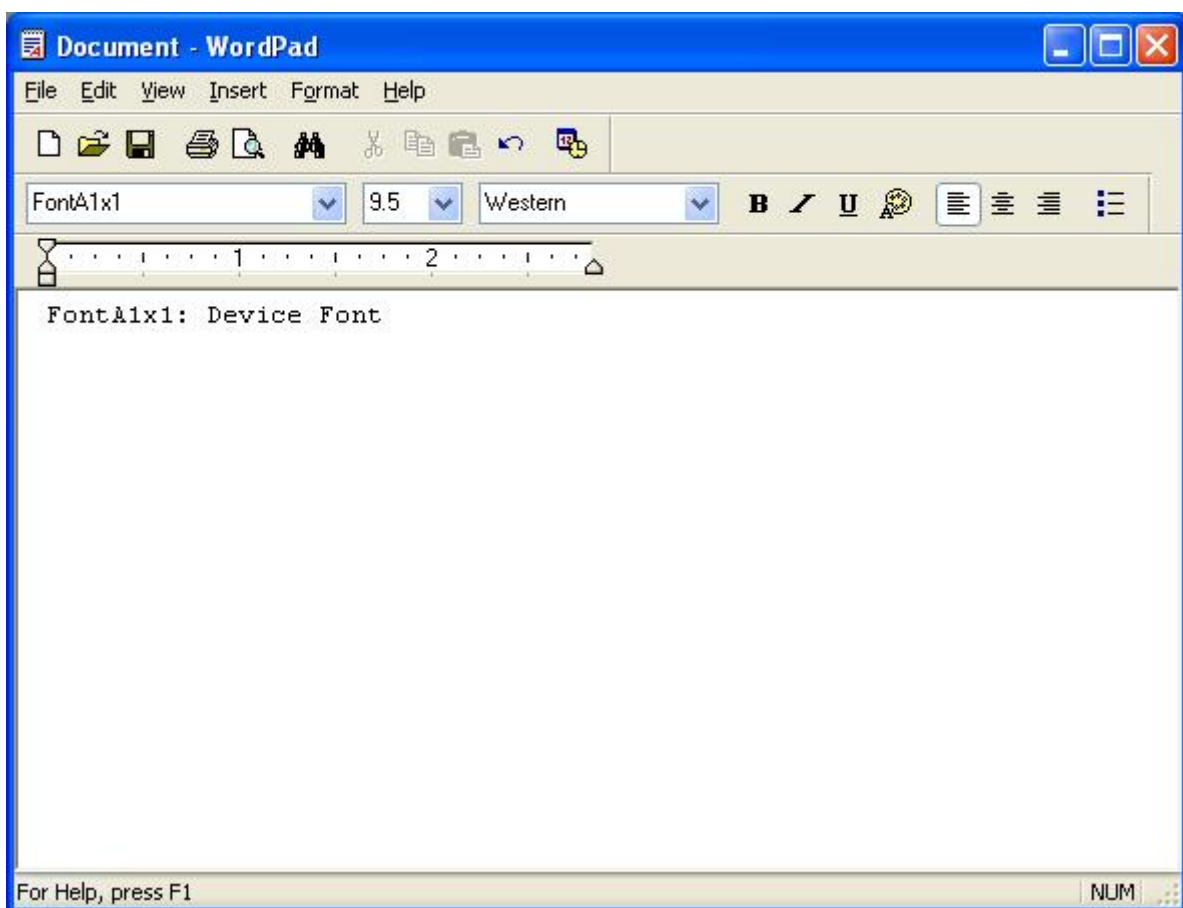 Document - WordPad
File Edit View Insert Format Help
FontA1x1 9.5 Western B I U
1 2
FontA1x1: Device Font
For Help, press F1 NUM